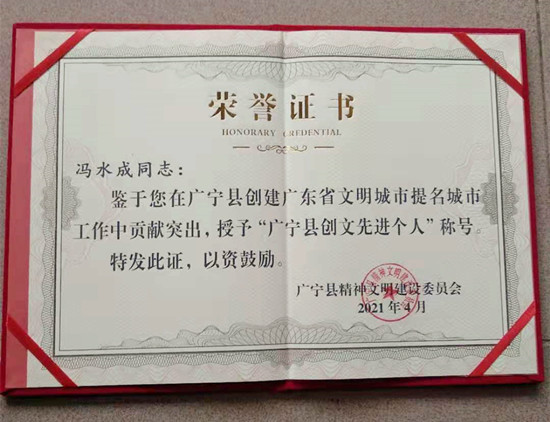 荣誉证书
HONORARY CREDENTIAL
冯水成同志：
鉴于您在广宁县创建广东省文明城市提名城市
工作中贡献突出，授予“广宁县创文先进个人”称号。
特发此证，以资鼓励。
广宁县精神文明建设委员会
2021年4月